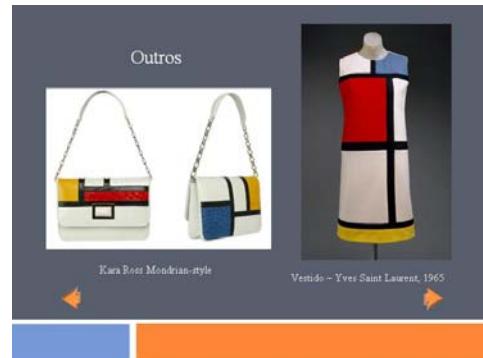 Outros
Kara Ross Mondrian-style
Vestido – Yves Saint Laurent, 1965